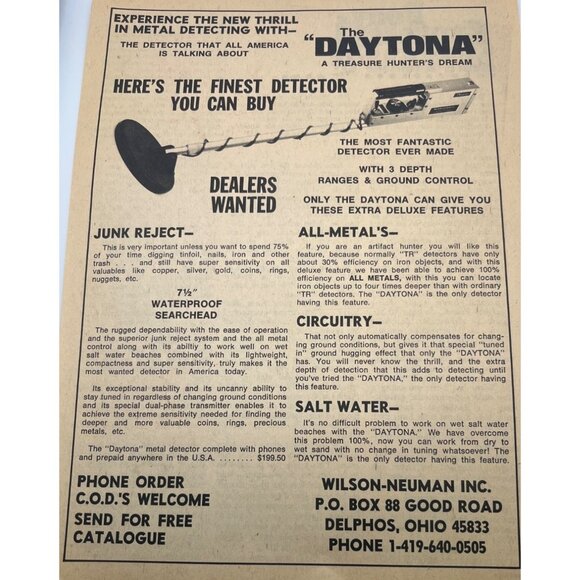 EXPERIENCE THE NEW THRILL
IN METAL DETECTING WITH—
THE DETECTOR THAT ALL AMERICA
IS TALKING ABOUT
The
"DAYTONA"
A TREASURE HUNTER'S DREAM
HERE'S THE FINEST DETECTOR
YOU CAN BUY
THE MOST FANTASTIC
DETECTOR EVER MADE
WITH 3 DEPTH
RANGES & GROUND CONTROL
ONLY THE DAYTONA CAN GIVE YOU
THESE EXTRA DELUXE FEATURES
DEALERS
WANTED
JUNK REJECT—
This is very important unless you want to spend 75%
of your time digging tinfoil, nails, iron and other
trash . . . and still have super sensitivity on all
valuables like copper, silver, gold, coins, rings,
nuggets, etc.
7½"
WATERPROOF
SEARCHEAD
The rugged dependability with the ease of operation
and the superior junk reject system and the all metal
control along with its ability to work well on wet
salt water beaches combined with its lightweight,
compactness and super sensitivity, truly makes it the
most wanted detector in America today.
Its exceptional stability and its uncanny ability to
stay tuned in regardless of changing ground conditions
and its special dual-phase transmitter enables it to
achieve the extreme sensitivity needed for finding the
deeper and more valuable coins, rings, precious
metals, etc.
The "Daytona" metal detector complete with phones
and prepaid anywhere in the U.S.A. ........ $199.50
ALL-METAL'S—
If you are an artifact hunter you will like this
feature, because normally "TR" detectors have only
about 30% efficiency on iron objects, and with this
deluxe feature we have been able to achieve 100%
efficiency on ALL METALS, with this you can locate
iron objects up to four times deeper than with ordinary
"TR" detectors. The "DAYTONA" is the only detector
having this feature.
CIRCUITRY—
That not only automatically compensates for chang-
ing ground conditions, but gives it that special "tuned
in" ground hugging effect that only the "DAYTONA"
has. You will never know the thrill, and the extra
depth of detection that this adds to detecting until
you've tried the "DAYTONA," the only detector having
this feature.
SALT WATER—
It's no difficult problem to work on wet salt water
beaches with the "DAYTONA." We have overcome
this problem 100%, now you can work from dry to
wet sand with no change in tuning whatsoever! The
"DAYTONA" is the only detector having this feature.
PHONE ORDER
C.O.D.'S WELCOME
SEND FOR FREE
CATALOGUE
WILSON-NEUMAN INC.
P.O. BOX 88 GOOD ROAD
DELPHOS, OHIO 45833
PHONE 1-419-640-0505